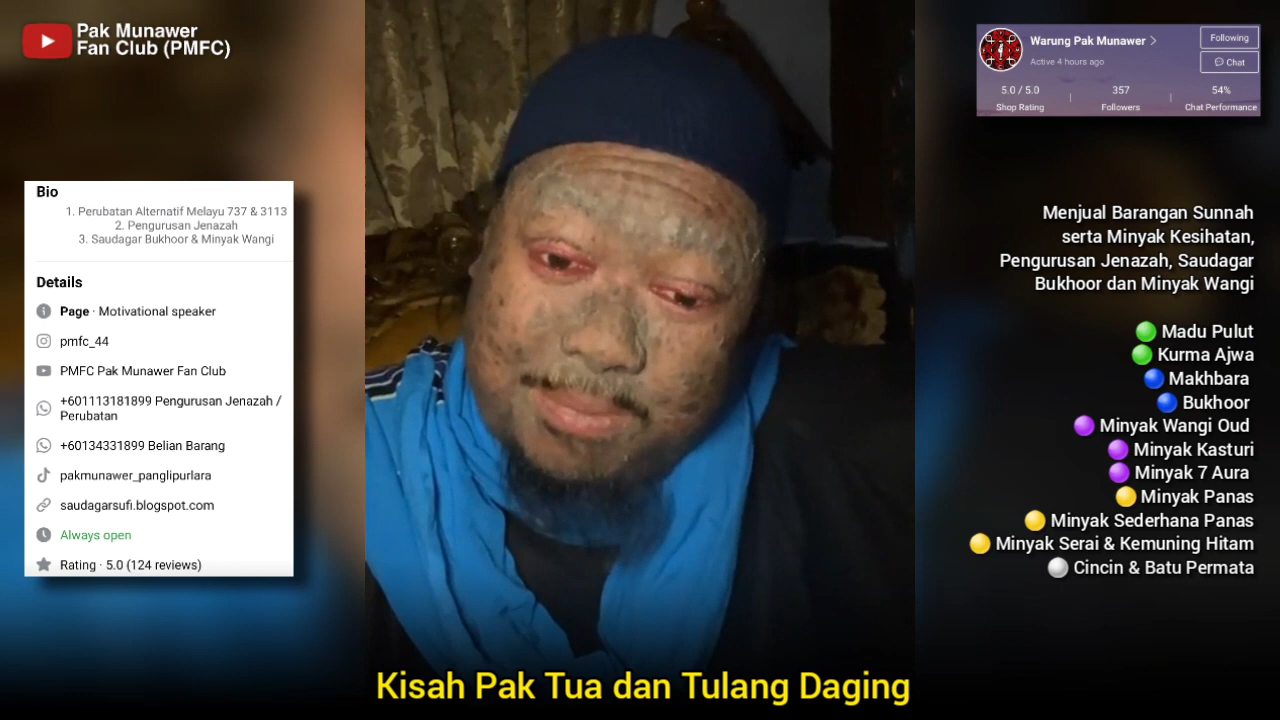 Pak Munawer
Fan Club (PMFC)
Bio
1. Perubatan Alternatif Melayu 737 & 3113
2. Pengurusan Jenazah
3. Saudagar Bukhoor & Minyak Wangi
Details
Page · Motivational speaker
pmfc_44
PMFC Pak Munawer Fan Club
+601113181899 Pengurusan Jenazah /
Perubatan
+60134331899 Belian Barang
pakmunawer_panglipurlara
saudagarsufi.blogspot.com
Always open
Rating · 5.0 (124 reviews)
Warung Pak Munawer
Following
Active 4 hours ago
Chat
5.0 / 5.0
357
54%
Shop Rating
Followers
Chat Performance
Menjual Barangan Sunnah
serta Minyak Kesihatan,
Pengurusan Jenazah, Saudagar
Bukhoor dan Minyak Wangi
Madu Pulut
Kurma Ajwa
Makhbara
Bukhoor
Minyak Wangi Oud
Minyak Kasturi
Minyak 7 Aura
Minyak Panas
Minyak Sederhana Panas
Minyak Serai & Kemuning Hitam
Cincin & Batu Permata
Kisah Pak Tua dan Tulang Daging